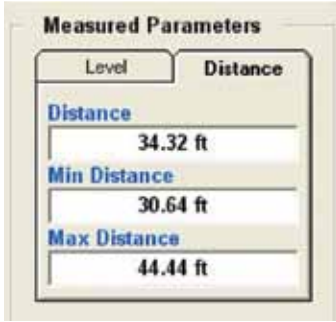 Measured Parameters
Level Distance
Distance
34.32 ft
Min Distance
30.64 ft
Max Distance
44.44 ft